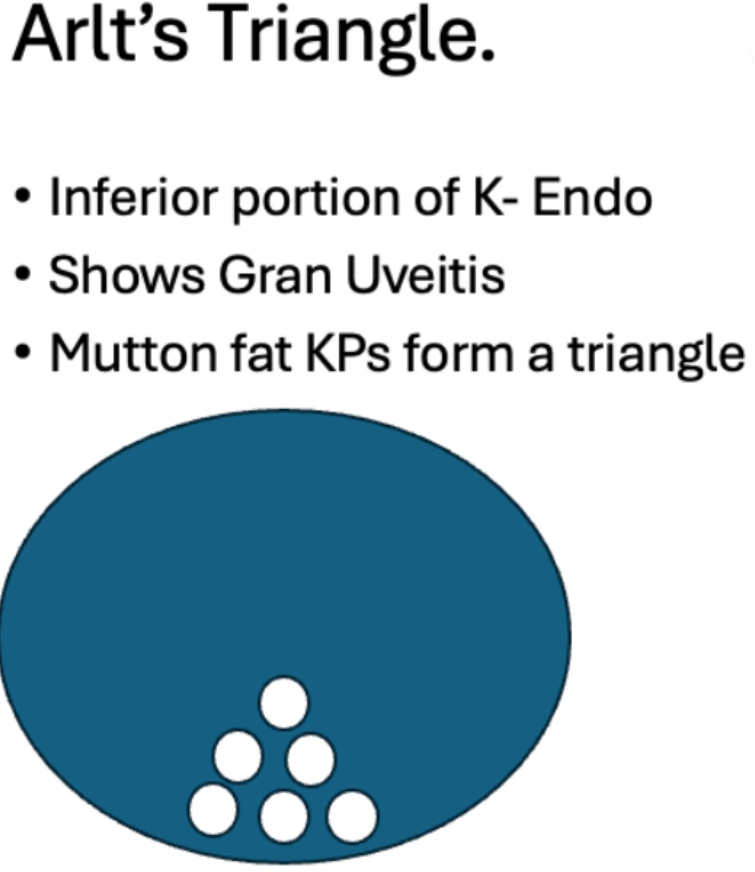 Arlt's Triangle.
• Inferior portion of K- Endo
• Shows Gran Uveitis
• Mutton fat KPs form a triangle